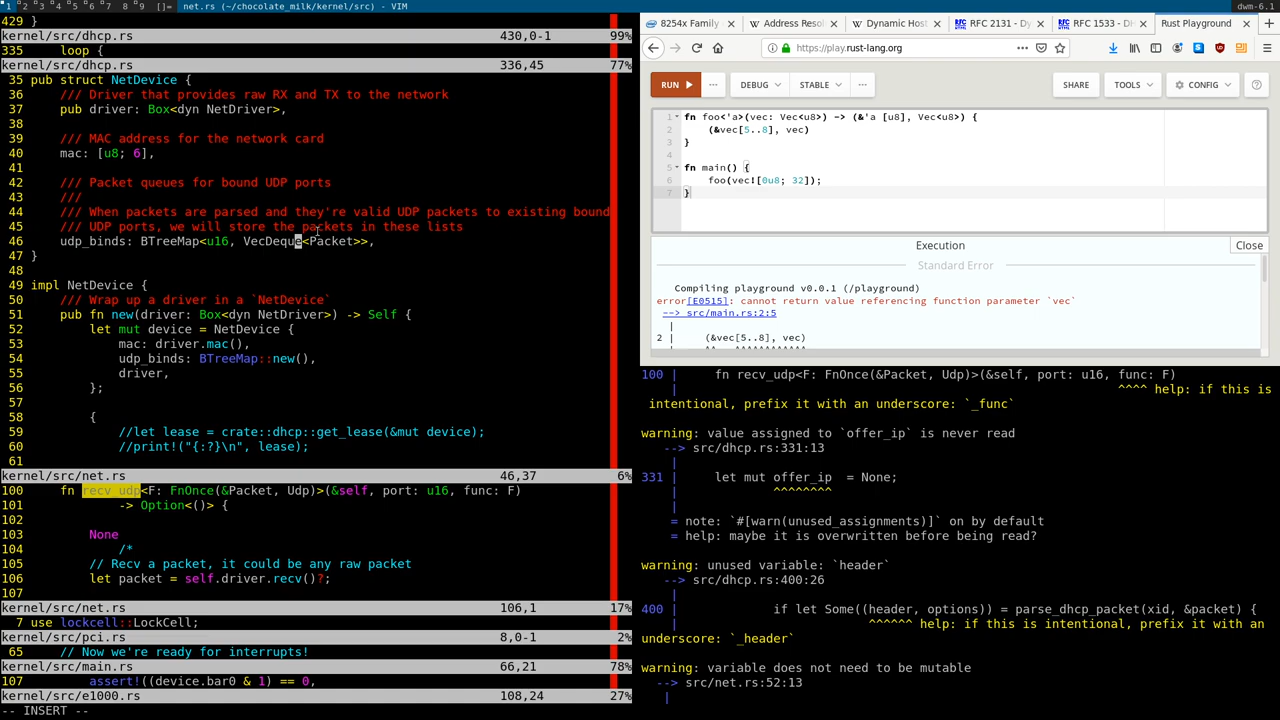 1 2 3 4 5 6 7 8 9 []= net.rs (~/chocolate_milk/kernel/src) - VIM
dwm-6.1
429 }
kernel/src/dhcp.rs 430,0-1 99%
335     loop {
kernel/src/dhcp.rs 336,45 77%
35 pub struct NetDevice {
36     /// Driver that provides raw RX and TX to the network
37     pub driver: Box<dyn NetDriver>,
38
39     /// MAC address for the network card
40     mac: [u8; 6],
41
42     /// Packet queues for bound UDP ports
43     ///
44     /// When packets are parsed and they're valid UDP packets to existing bound
45     /// UDP ports, we will store the packets in these lists
46     udp_binds: BTreeMap<u16, VecDeque<Packet>>,
47 }
48
49 impl NetDevice {
50     /// Wrap up a driver in a `NetDevice`
51     pub fn new(driver: Box<dyn NetDriver>) -> Self {
52         let mut device = NetDevice {
53             mac: driver.mac(),
54             udp_binds: BTreeMap::new(),
55             driver,
56         };
57
58         {
59             //let lease = crate::dhcp::get_lease(&mut device);
60             //print!("{:?}\n", lease);
61
kernel/src/net.rs 46,37 6%
100     fn recv_udp<F: FnOnce(&Packet, Udp)>(&self, port: u16, func: F)
101             -> Option<()> {
102
103         None
104             /*
105         // Recv a packet, it could be any raw packet
106         let packet = self.driver.recv()?;
107
kernel/src/net.rs 106,1 17%
7 use lockcell::LockCell;
kernel/src/pci.rs 8,0-1 2%
65     // Now we're ready for interrupts!
kernel/src/main.rs 66,21 78%
107         assert!((device.bar0 & 1) == 0,
kernel/src/e1000.rs 108,24 27%
-- INSERT --
8254x Family
Address Resol
Dynamic Host
RFC 2131 - Dy
RFC 1533 - DH
Rust Playground
https://play.rust-lang.org
RUN
DEBUG
STABLE
SHARE
TOOLS
CONFIG
1 fn foo<'a>(vec: Vec<u8>) -> (&'a [u8], Vec<u8>) {
2     (&vec[5..8], vec)
3 }
4
5 fn main() {
6     foo(vec![0u8; 32]);
7 }
Execution
Close
Standard Error
Compiling playground v0.0.1 (/playground)
error[E0515]: cannot return value referencing function parameter `vec`
--> src/main.rs:2:5
|
2 |     (&vec[5..8], vec)
100 |     fn recv_udp<F: FnOnce(&Packet, Udp)>(&self, port: u16, func: F)
^^^^ help: if this is
intentional, prefix it with an underscore: `_func`
warning: value assigned to `offer_ip` is never read
--> src/dhcp.rs:331:13
|
331 |     let mut offer_ip  = None;
|             ^^^^^^^^
|
= note: `#[warn(unused_assignments)]` on by default
= help: maybe it is overwritten before being read?
warning: unused variable: `header`
--> src/dhcp.rs:400:26
|
400 |             if let Some((header, options)) = parse_dhcp_packet(xid, &packet) {
|                          ^^^^^^ help: if this is intentional, prefix it with an
underscore: `_header`
warning: variable does not need to be mutable
--> src/net.rs:52:13
|